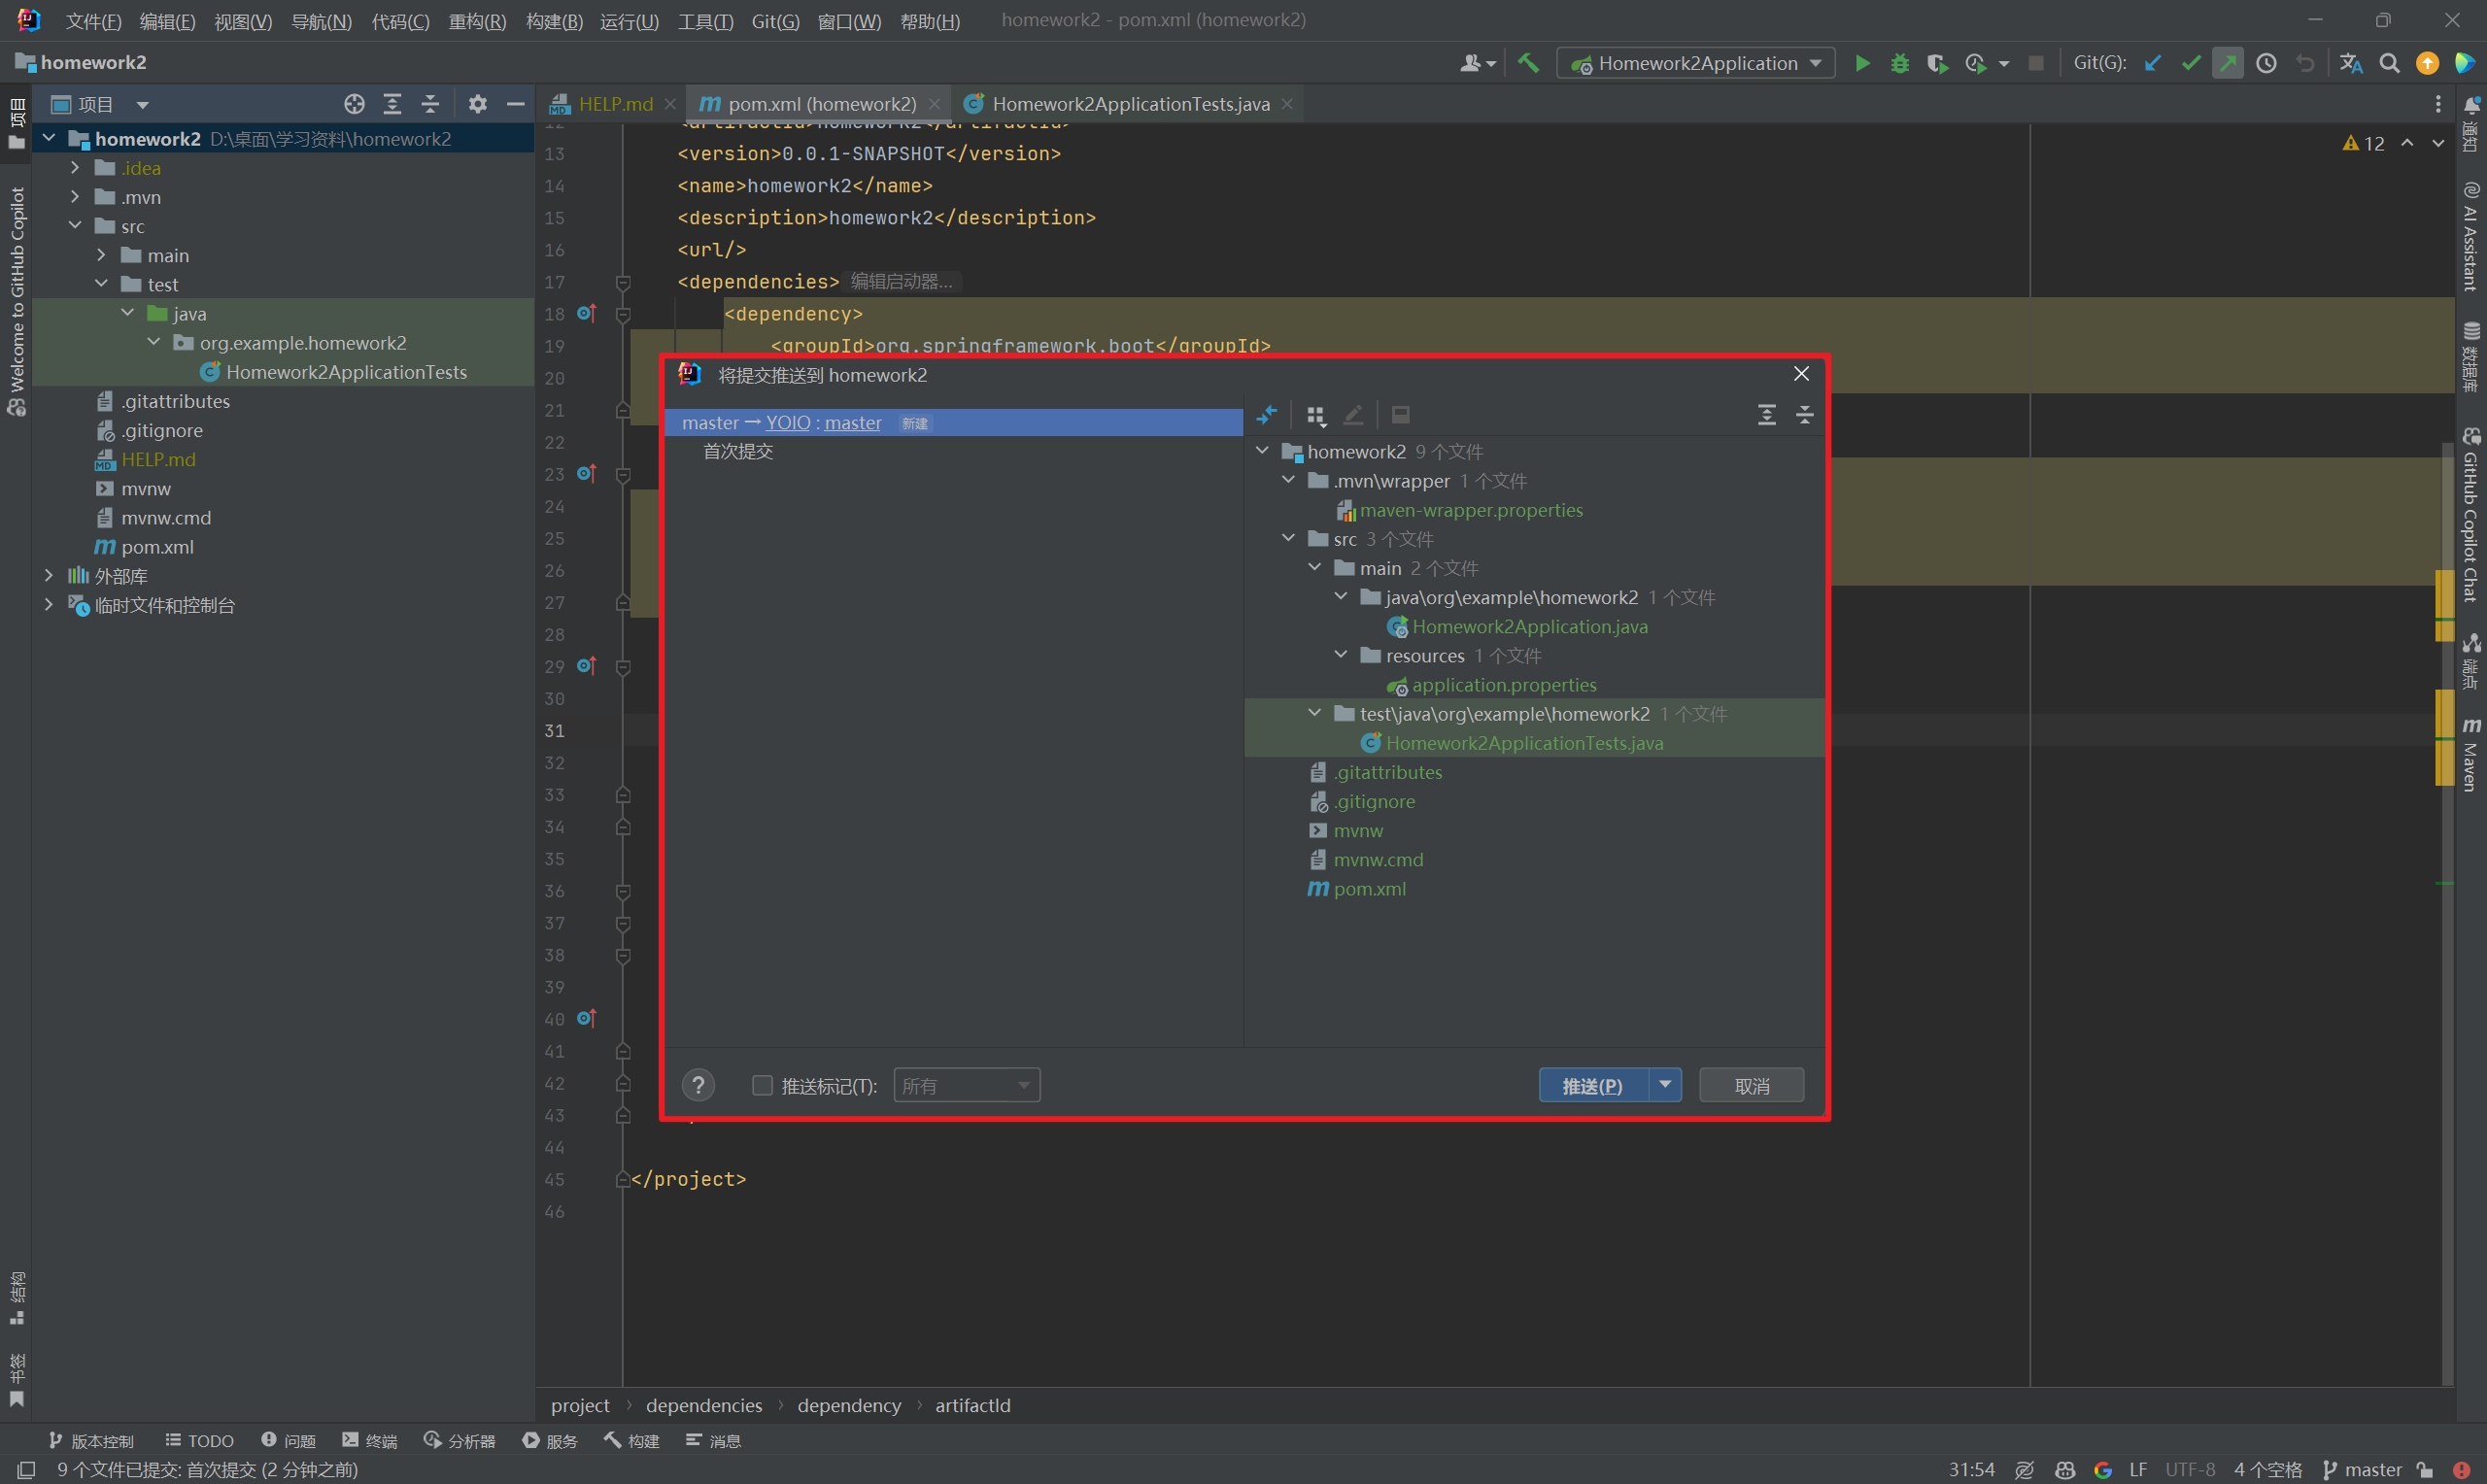 文件(F) 编辑(E) 视图(V) 导航(N) 代码(C) 重构(R) 构建(B) 运行(U) 工具(T) Git(G) 窗口(W) 帮助(H) homework2 - pom.xml (homework2)
homework2
Homework2Application
Git(G):
项目
HELP.md
pom.xml (homework2)
Homework2ApplicationTests.java
项目
Welcome to GitHub Copilot
结构
书签
homework2 D:\桌面\学习资料\homework2
.idea
.mvn
src
main
test
java
org.example.homework2
Homework2ApplicationTests
.gitattributes
.gitignore
HELP.md
mvnw
mvnw.cmd
pom.xml
外部库
临时文件和控制台
12 <artifactId>homework2</artifactId>
13 <version>0.0.1-SNAPSHOT</version>
14 <name>homework2</name>
15 <description>homework2</description>
16 <url/>
17 <dependencies> 编辑启动器...
18 <dependency>
19 <groupId>org.springframework.boot</groupId>
20
21
22
23
24
25
26
27
28
29
30
31
32
33
34
35
36
37
38
39
40
41
42
43
44
45 </project>
46
12
将提交推送到 homework2
master → YOIO : master 新建
首次提交
homework2 9 个文件
.mvn\wrapper 1 个文件
maven-wrapper.properties
src 3 个文件
main 2 个文件
java\org\example\homework2 1 个文件
Homework2Application.java
resources 1 个文件
application.properties
test\java\org\example\homework2 1 个文件
Homework2ApplicationTests.java
.gitattributes
.gitignore
mvnw
mvnw.cmd
pom.xml
? 推送标记(T): 所有
推送(P) 取消
通知
AI Assistant
数据库
GitHub Copilot Chat
端点
Maven
project › dependencies › dependency › artifactId
版本控制 TODO 问题 终端 分析器 服务 构建 消息
9 个文件已提交: 首次提交 (2 分钟之前)
31:54 LF UTF-8 4 个空格 master